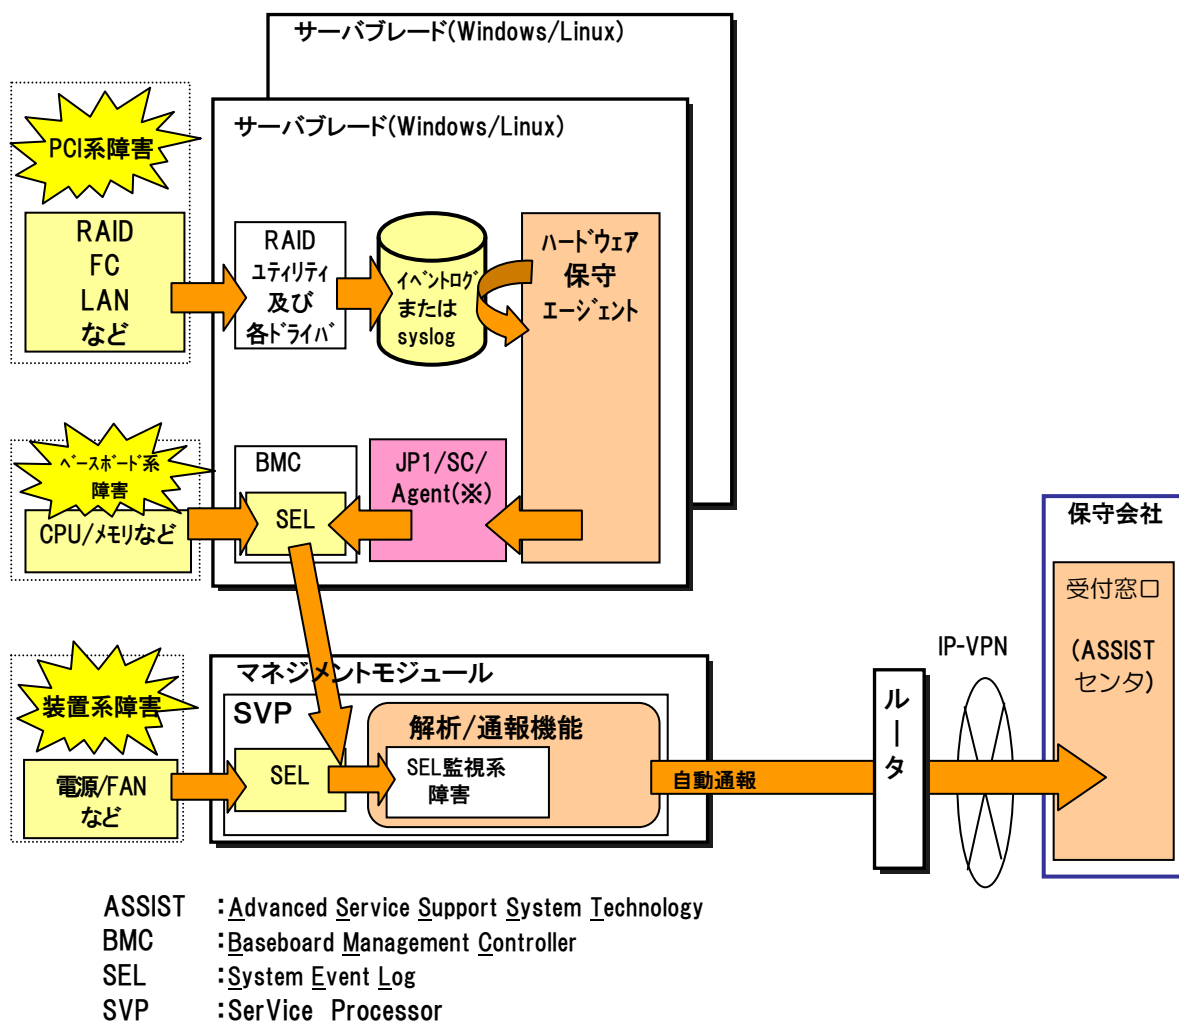 サーバブレード(Windows/Linux)
サーバブレード(Windows/Linux)
PCI系障害
RAID
FC
LAN
など
RAID
ユティリティ
及び
各ドライバ
イベントログ
または
syslog
ハードウェア
保守
エージェント
ベースボード系
障害
CPU/メモリなど
BMC
SEL
JP1/SC/
Agent(※)
保守会社
受付窓口
(ASSIST
センタ)
IP-VPN
ルータ
マネジメントモジュール
SVP
解析/通報機能
装置系障害
電源/FAN
など
SEL
SEL監視系
障害
自動通報
ASSIST :Advanced Service Support System Technology
BMC :Baseboard Management Controller
SEL :System Event Log
SVP :SerVice Processor